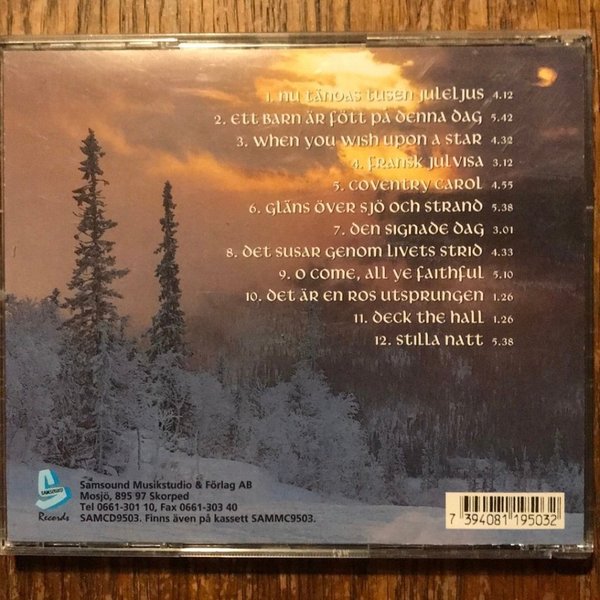 1. Nu tändas tusen juleljus 4.12
2. Ett barn är fött på denna dag 5.42
3. When you wish upon a star 4.32
4. Fransk julvisa 3.12
5. Coventry Carol 4.55
6. Gläns över sjö och strand 5.38
7. Den signade dag 3.01
8. Det susar genom livets strid 4.33
9. O come, all ye faithful 5.10
10. Det är en ros utsprungen 1.26
11. Deck the hall 1.26
12. Stilla natt 5.38
SAMSOUND
Records
Samsound Musikstudio & Förlag AB
Mosjö, 895 97 Skorped
Tel 0661-301 10, Fax 0661-303 40
SAMCD9503. Finns även på kassett SAMMC9503.
7 394081 195032